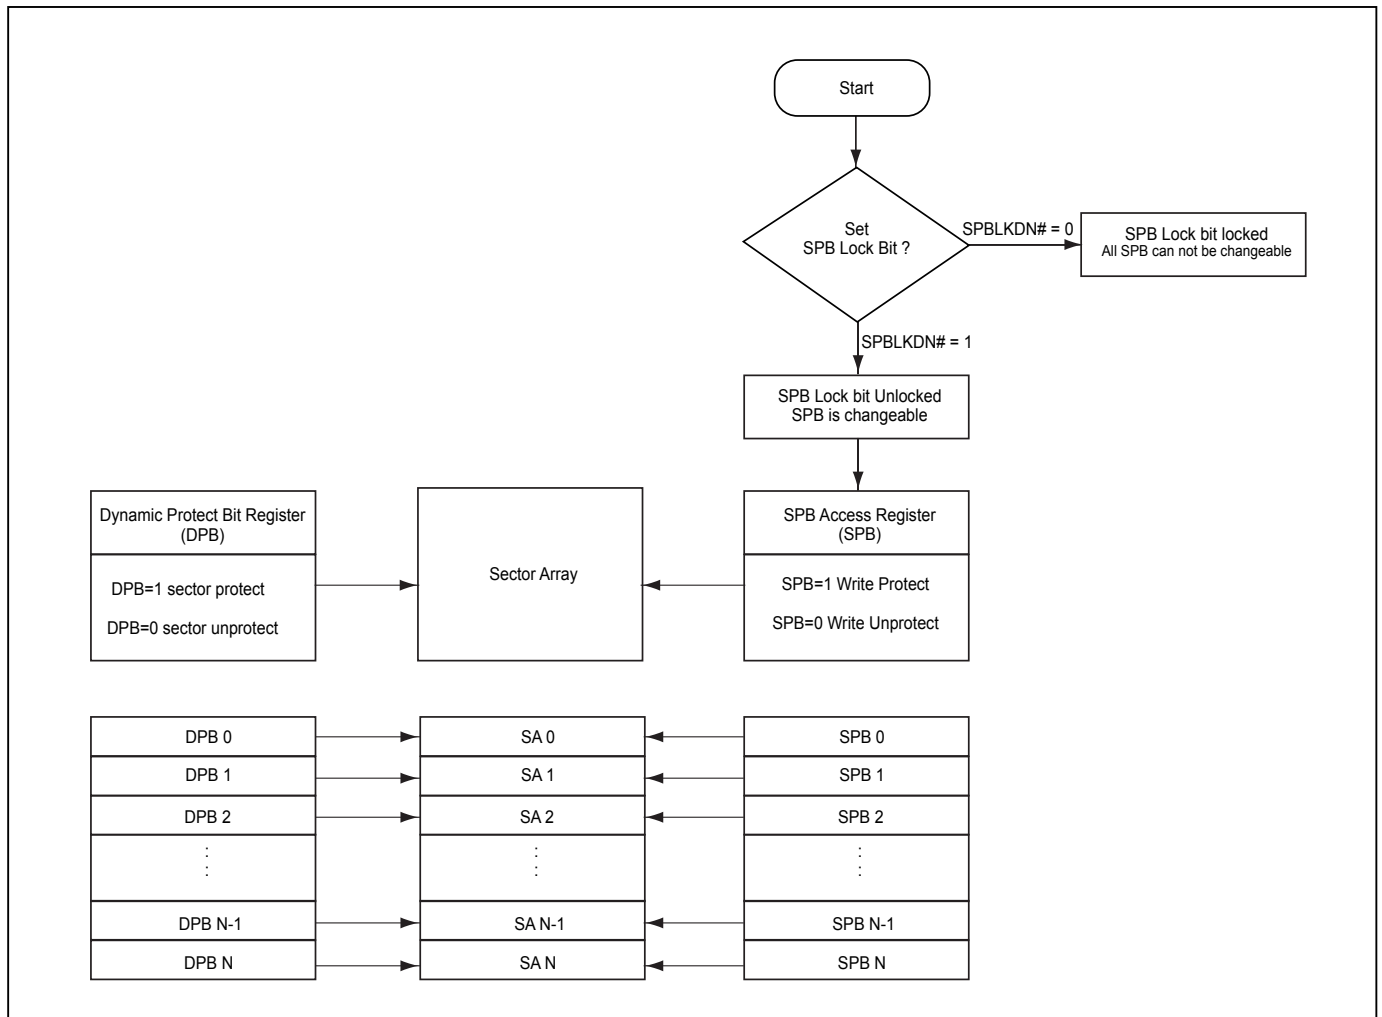 Start
Set
SPB Lock Bit ?
SPBLKDN# = 0
SPB Lock bit locked
All SPB can not be changeable
SPBLKDN# = 1
SPB Lock bit Unlocked
SPB is changeable
Dynamic Protect Bit Register
(DPB)
DPB=1 sector protect
DPB=0 sector unprotect
Sector Array
SPB Access Register
(SPB)
SPB=1 Write Protect
SPB=0 Write Unprotect
DPB 0
SA 0
SPB 0
DPB 1
SA 1
SPB 1
DPB 2
SA 2
SPB 2
DPB N-1
SA N-1
SPB N-1
DPB N
SA N
SPB N